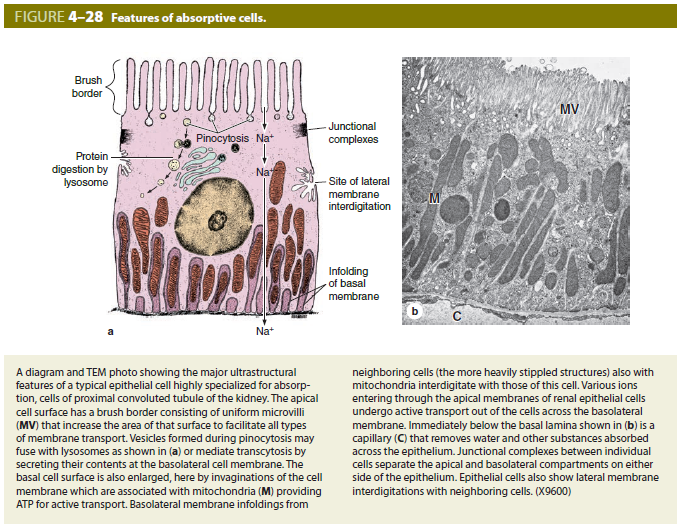 FIGURE 4–28 Features of absorptive cells.
Brush
border
Pinocytosis
Na+
Junctional
complexes
Protein
digestion by
lysosome
Na+
Site of lateral
membrane
interdigitation
Infolding
of basal
membrane
a
Na+
MV
M
b
C
A diagram and TEM photo showing the major ultrastructural
features of a typical epithelial cell highly specialized for absorp-
tion, cells of proximal convoluted tubule of the kidney. The apical
cell surface has a brush border consisting of uniform microvilli
(MV) that increase the area of that surface to facilitate all types
of membrane transport. Vesicles formed during pinocytosis may
fuse with lysosomes as shown in (a) or mediate transcytosis by
secreting their contents at the basolateral cell membrane. The
basal cell surface is also enlarged, here by invaginations of the cell
membrane which are associated with mitochondria (M) providing
ATP for active transport. Basolateral membrane infoldings from
neighboring cells (the more heavily stippled structures) also with
mitochondria interdigitate with those of this cell. Various ions
entering through the apical membranes of renal epithelial cells
undergo active transport out of the cells across the basolateral
membrane. Immediately below the basal lamina shown in (b) is a
capillary (C) that removes water and other substances absorbed
across the epithelium. Junctional complexes between individual
cells separate the apical and basolateral compartments on either
side of the epithelium. Epithelial cells also show lateral membrane
interdigitations with neighboring cells. (X9600)